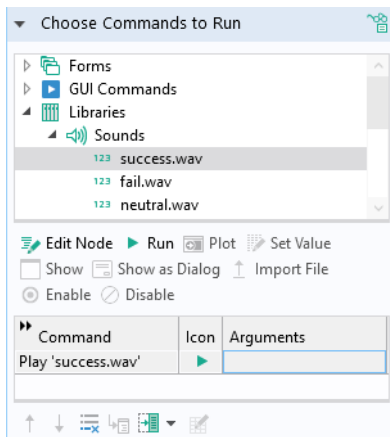 Choose Commands to Run
Forms
GUI Commands
Libraries
Sounds
123 success.wav
123 fail.wav
123 neutral.wav
Edit Node Run Plot Set Value
Show Show as Dialog Import File
Enable Disable
Command Icon Arguments
Play 'success.wav'